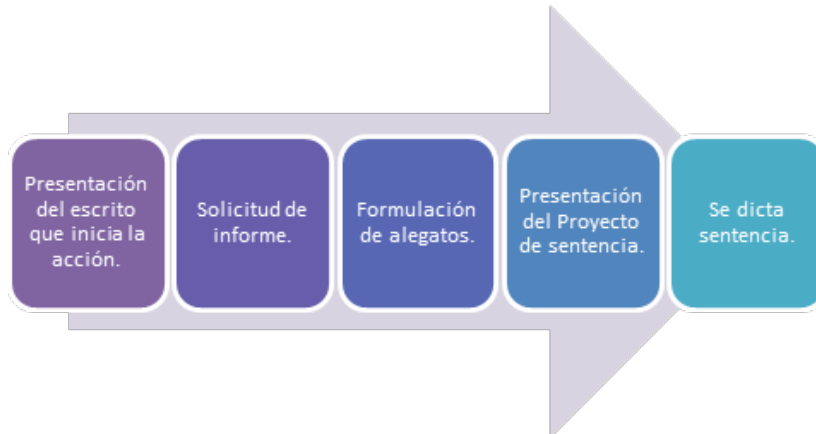 Presentación
del escrito
que inicia la
acción.
Solicitud de
informe.
Formulación
de alegatos.
Presentación
del Proyecto
de sentencia.
Se dicta
sentencia.